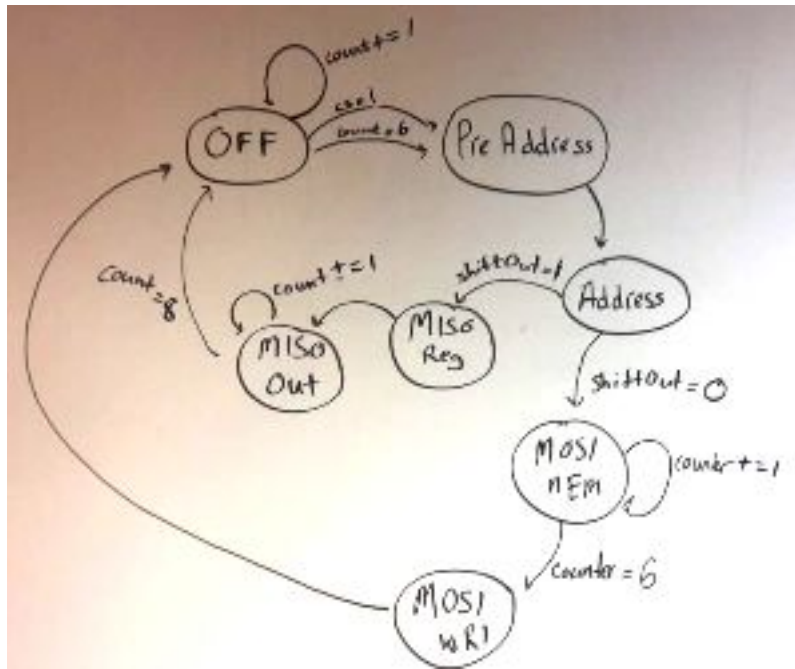 count+=1
OFF
cs=1
count=6
Pre Address
Count=8
count+=1
MISO
Out
MISO
Reg
shiftOut=1
Address
shiftOut=0
MOSI
MEM
counter+=1
counter=6
MOSI
WRI